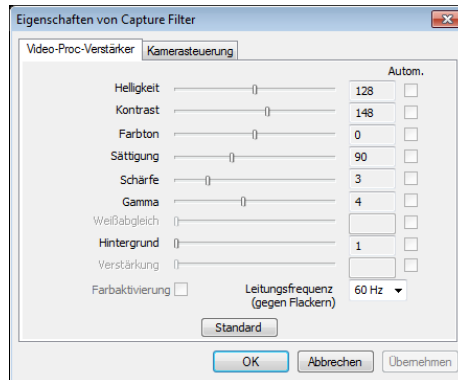 Eigenschaften von Capture Filter
Video-Proc-Verstärker Kamerasteuerung
Autom.
Helligkeit 128
Kontrast 148
Farbton 0
Sättigung 90
Schärfe 3
Gamma 4
Weißabgleich
Hintergrund 1
Verstärkung
Farbaktivierung Leitungsfrequenz 60 Hz
(gegen Flackern)
Standard
OK Abbrechen Übernehmen